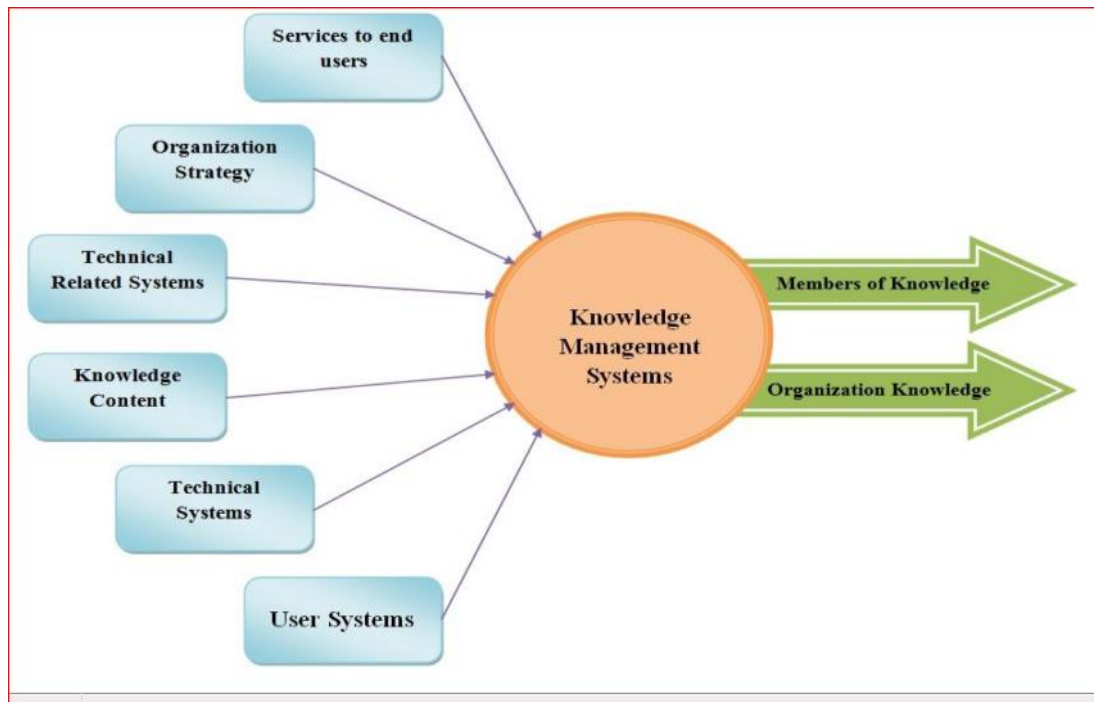 Services to end
users
Organization
Strategy
Technical
Related Systems
Knowledge
Content
Technical
Systems
User Systems
Knowledge
Management
Systems
Members of Knowledge
Organization Knowledge